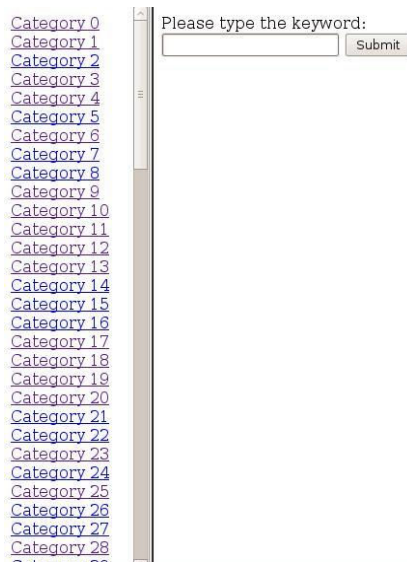 Category 0
Category 1
Category 2
Category 3
Category 4
Category 5
Category 6
Category 7
Category 8
Category 9
Category 10
Category 11
Category 12
Category 13
Category 14
Category 15
Category 16
Category 17
Category 18
Category 19
Category 20
Category 21
Category 22
Category 23
Category 24
Category 25
Category 26
Category 27
Category 28
Please type the keyword:
Submit